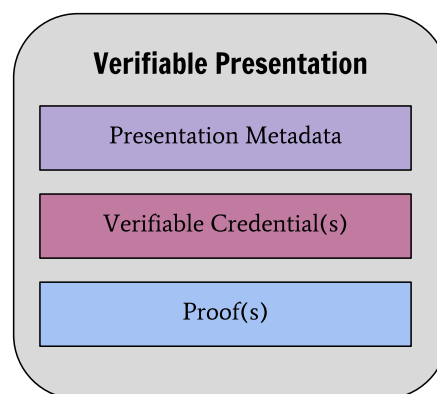 Verifiable Presentation
Presentation Metadata
Verifiable Credential(s)
Proof(s)